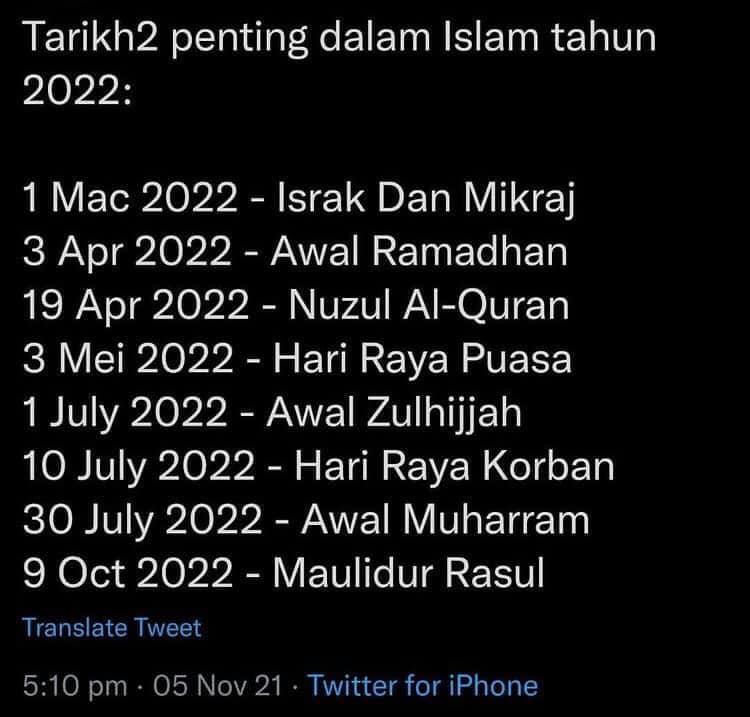 Tarikh2 penting dalam Islam tahun
2022:
1 Mac 2022 - Israk Dan Mikraj
3 Apr 2022 - Awal Ramadhan
19 Apr 2022 - Nuzul Al-Quran
3 Mei 2022 - Hari Raya Puasa
1 July 2022 - Awal Zulhijjah
10 July 2022 - Hari Raya Korban
30 July 2022 - Awal Muharram
9 Oct 2022 - Maulidur Rasul
Translate Tweet
5:10 pm · 05 Nov 21 · Twitter for iPhone